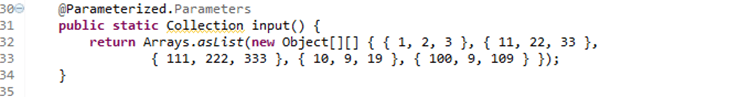 30 @Parameterized.Parameters
31 public static Collection input() {
32 return Arrays.asList(new Object[][] { { 1, 2, 3 }, { 11, 22, 33 },
33 { 111, 222, 333 }, { 10, 9, 19 }, { 100, 9, 109 } });
34 }
35